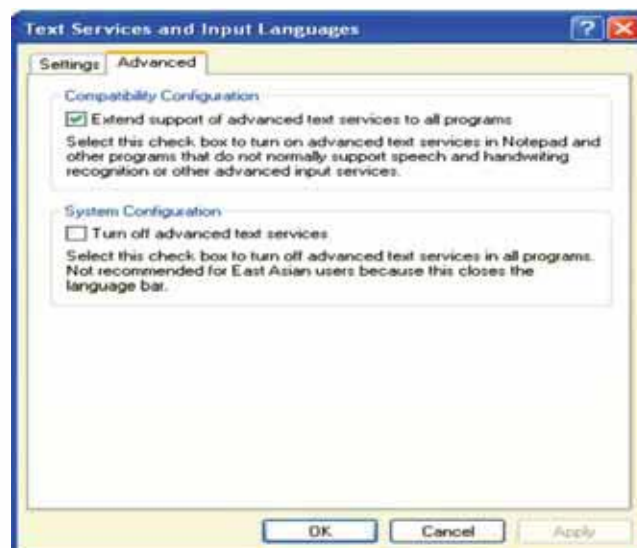 Text Services and Input Languages
Settings
Advanced
Compatibility Configuration
Extend support of advanced text services to all programs
Select this check box to turn on advanced text services in Notepad and
other programs that do not normally support speech and handwriting
recognition or other advanced input services.
System Configuration
Turn off advanced text services
Select this check box to turn off advanced text services in all programs.
Not recommended for East Asian users because this closes the
language bar.
OK
Cancel
Apply